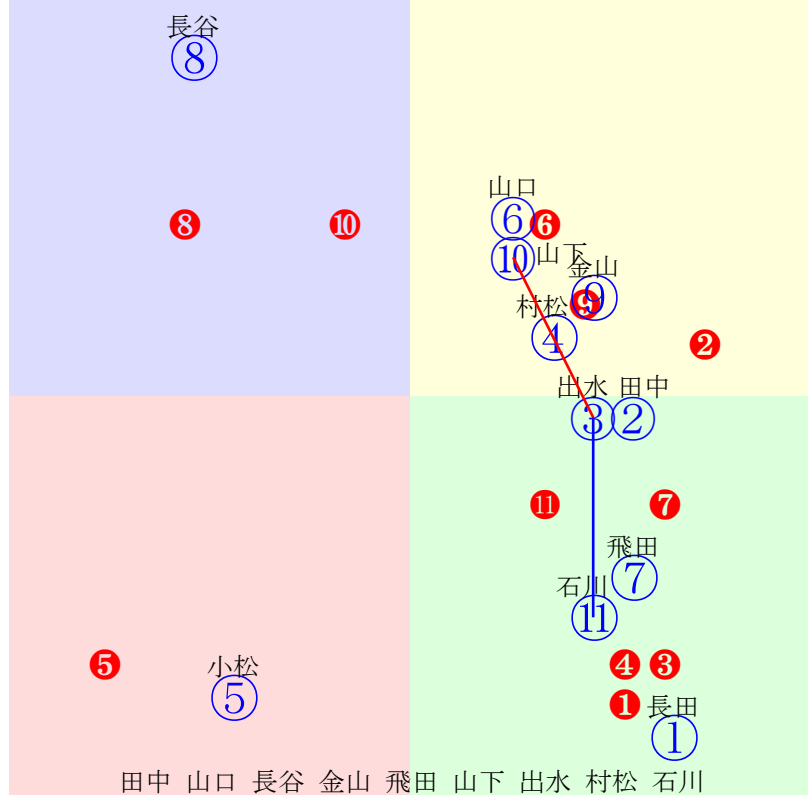 長谷
⑧
❽ ❿
山口
⑥ ❻
⑩ 山下
金山
⑨
❾
村松
④
❷
出水 田中
③ ②
⓫ ❼
飛田
⑦
石川
⑪
❺ 小松 ❹ ❸
⑤
❶ 長田
①
田中 山口 長谷 金山 飛田 山下 出水 村松 石川